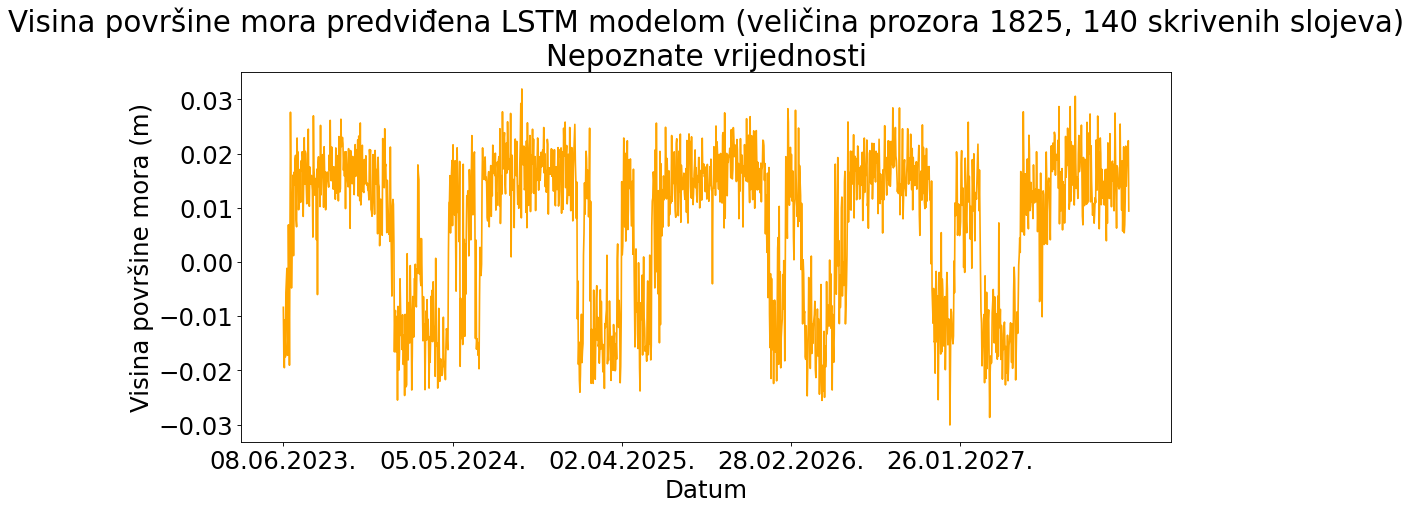 Visina površine mora predviđena LSTM modelom (veličina prozora 1825, 140 skrivenih slojeva)
Nepoznate vrijednosti
Visina površine mora (m)
0.03
0.02
0.01
0.00
−0.01
−0.02
−0.03
08.06.2023. 05.05.2024. 02.04.2025. 28.02.2026. 26.01.2027.
Datum